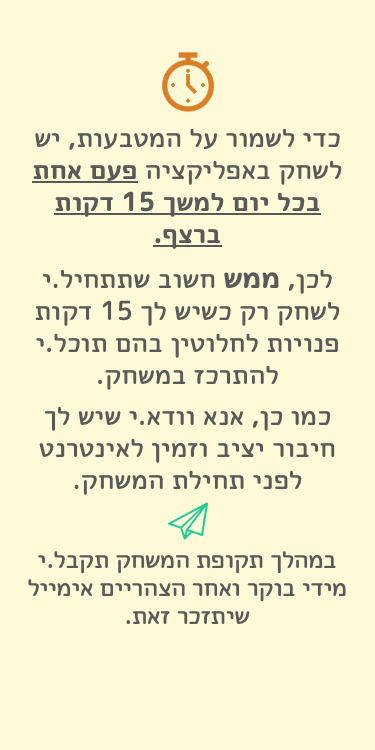 כדי לשמור על המטבעות, יש
לשחק באפליקציה פעם אחת
בכל יום למשך 15 דקות
ברצף.
לכן, ממש חשוב שתתחיל.י
לשחק רק כשיש לך 15 דקות
פנויות לחלוטין בהם תוכל.י
להתרכז במשחק.
כמו כן, אנא וודא.י שיש לך
חיבור יציב וזמין לאינטרנט
לפני תחילת המשחק.
במהלך תקופת המשחק תקבל.י
מידי בוקר ואחר הצהריים אימייל
שיתזכר זאת.